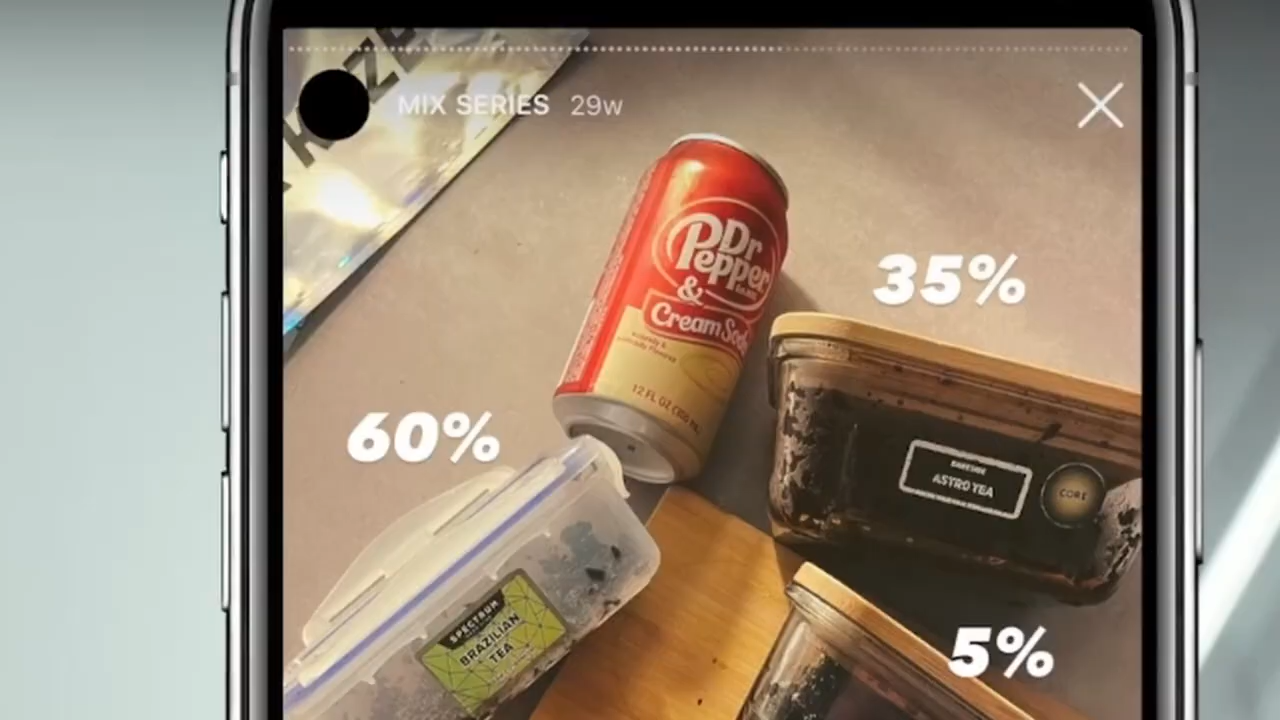 KAZE
MIX SERIES 29w
Dr
Pepper
&
Cream Soda
12 FL OZ
35%
60%
ASTRO TEA
CORE
SPECTRUM
BRAZILIAN
TEA
5%